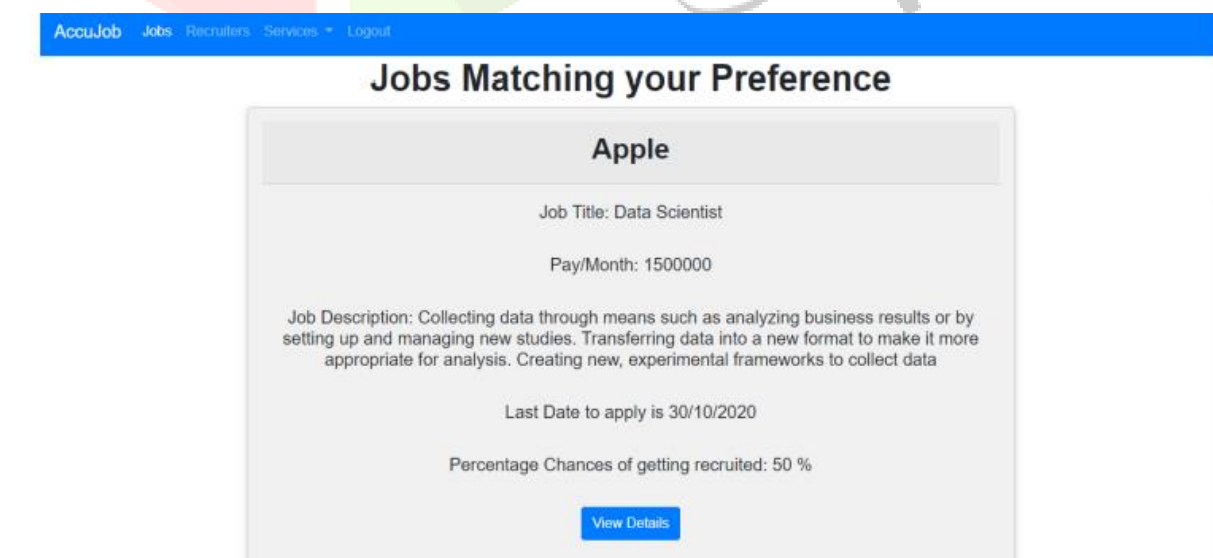 AccuJob Jobs Recruiters Services Logout
Jobs Matching your Preference
Apple
Job Title: Data Scientist
Pay/Month: 1500000
Job Description: Collecting data through means such as analyzing business results or by
setting up and managing new studies. Transferring data into a new format to make it more
appropriate for analysis. Creating new, experimental frameworks to collect data
Last Date to apply is 30/10/2020
Percentage Chances of getting recruited: 50 %
View Details